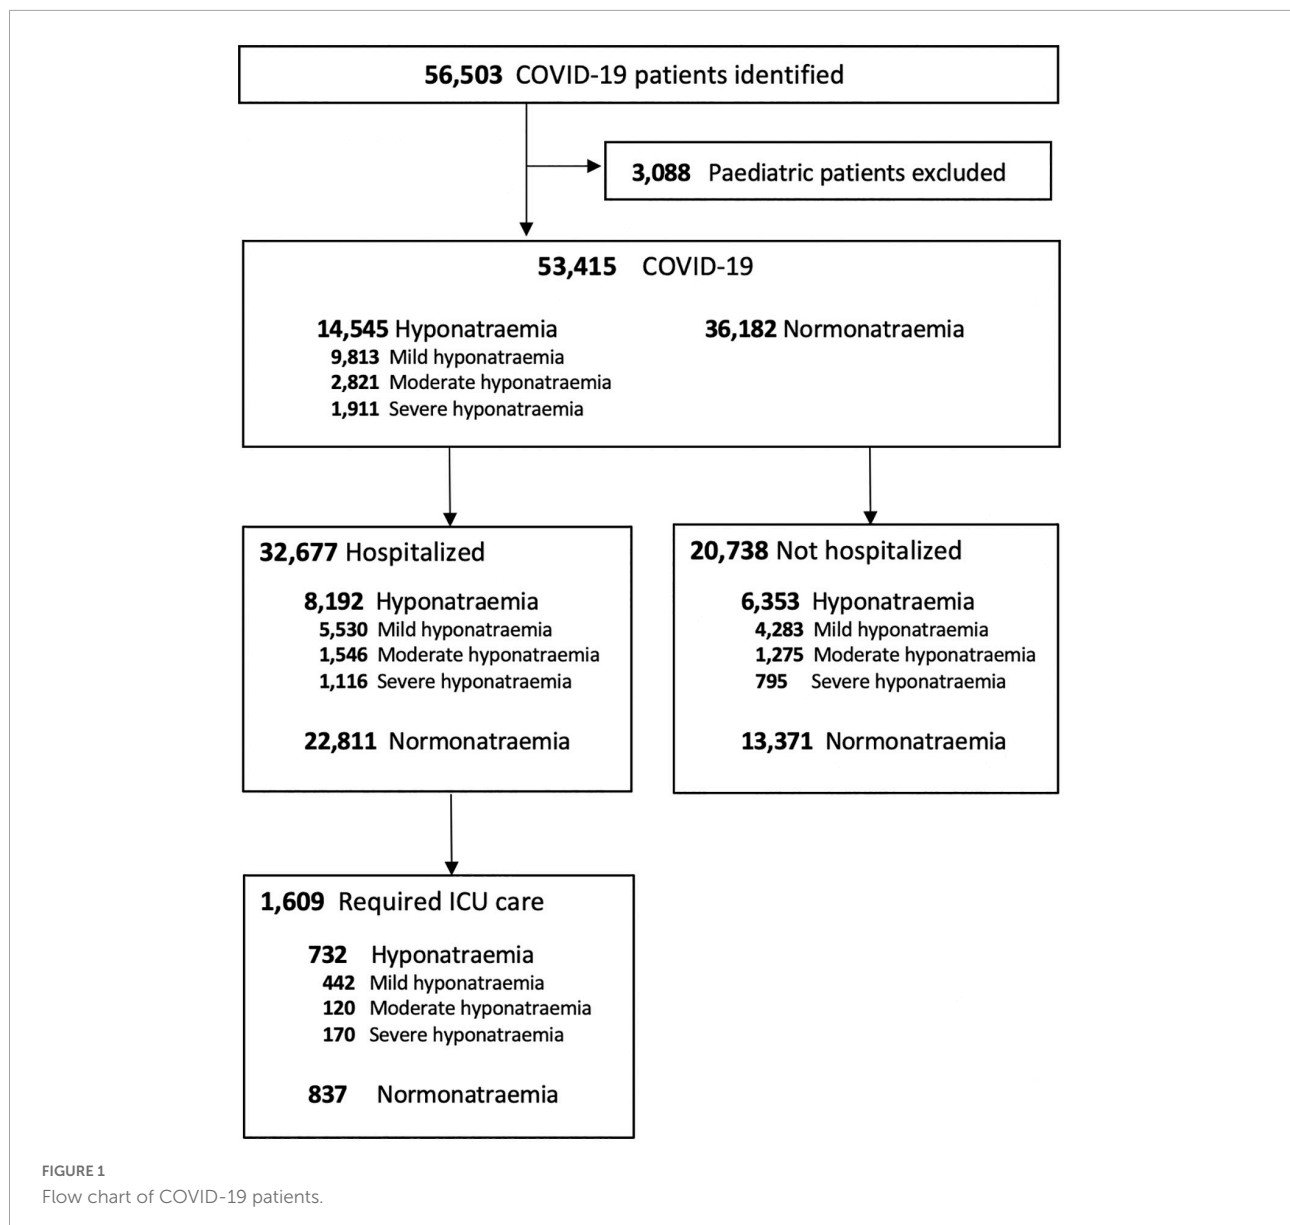 56,503 COVID-19 patients identified
3,088 Paediatric patients excluded
53,415 COVID-19
14,545 Hyponatraemia
9,813 Mild hyponatraemia
2,821 Moderate hyponatraemia
1,911 Severe hyponatraemia
36,182 Normonatraemia
32,677 Hospitalized
8,192 Hyponatraemia
5,530 Mild hyponatraemia
1,546 Moderate hyponatraemia
1,116 Severe hyponatraemia
22,811 Normonatraemia
20,738 Not hospitalized
6,353 Hyponatraemia
4,283 Mild hyponatraemia
1,275 Moderate hyponatraemia
795 Severe hyponatraemia
13,371 Normonatraemia
1,609 Required ICU care
732 Hyponatraemia
442 Mild hyponatraemia
120 Moderate hyponatraemia
170 Severe hyponatraemia
837 Normonatraemia
FIGURE 1
Flow chart of COVID-19 patients.